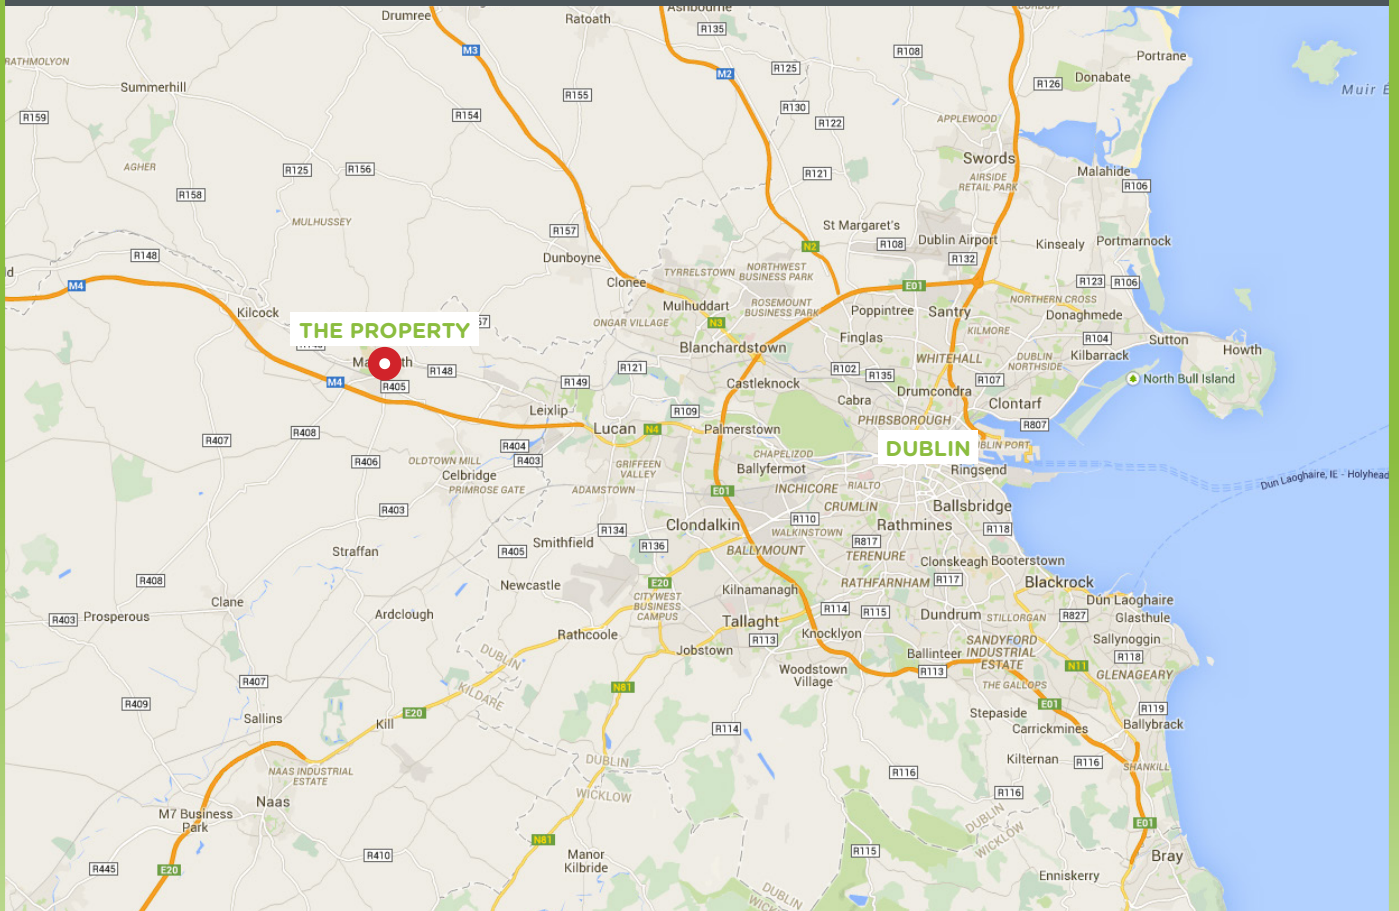 Drumree
Ratoath
Ashbourne
R135
M3
M2
R108
Portrane
RATHMOLYON
Summerhill
R125
R126
Donabate
Muir
R155
R159
R154
R130
R122
APPLEWOOD
Swords
AGHER
R125
R156
R121
AIRSIDE
RETAIL PARK
Malahide
R106
R158
MULHUSSEY
St Margaret's
R157
N2
R108
Dublin Airport
Kinsealy
Portmarnock
R148
Dunboyne
R132
M4
Clonee
TYRRELSTOWN
NORTHWEST
BUSINESS PARK
E01
R123
R106
Mulhuddart
ROSEMOUNT
BUSINESS PARK
NORTHERN CROSS
Kilcock
ONGAR VILLAGE
N3
Poppintree
Santry
Donaghmede
THE PROPERTY
Finglas
KILMORE
R104
Sutton
Blanchardstown
WHITEHALL
DUBLIN
NORTHSIDE
Kilbarrack
Howth
R148
R121
R102
R135
M4
R405
R149
Castleknock
Drumcondra
R107
North Bull Island
Leixlip
R109
Cabra
Clontarf
PHIBSBOROUGH
R807
R407
R408
Lucan
N4
Palmerstown
R404
DUBLIN
R406
OLDTOWN MILL
R403
GRIFFEEN
VALLEY
CHAPELIZOD
Ballyfermot
Ringsend
Celbridge
PRIMROSE GATE
ADAMSTOWN
E01
INCHICORE
RIALTO
Dun Laoghaire, IE - Holyhead
R403
CRUMLIN
Ballsbridge
R134
Clondalkin
R110
Rathmines
R118
WALKINSTOWN
Straffan
R405
Smithfield
R136
BALLYMOUNT
R817
TERENURE
Clonskeagh
Booterstown
R408
Newcastle
E20
Kilnamanagh
RATHFARNHAM
R117
Blackrock
Clane
CITYWEST
BUSINESS
CAMPUS
Dún Laoghaire
R403
Prosperous
Ardclough
Tallaght
R114
R115
Dundrum
STILLORGAN
R827
Glasthule
Rathcoole
R113
Knocklyon
SANDYFORD
INDUSTRIAL
ESTATE
Sallynoggin
DUBLIN
Jobstown
Ballinteer
R118
R407
KILDARE
N81
Woodstown
Village
R113
N11
GLENAGEARY
THE GALLOPS
R409
Sallins
Kill
E20
E01
R119
Stepaside
Ballybrack
R114
Carrickmines
NAAS INDUSTRIAL
ESTATE
DUBLIN
Kilternan
R116
SHANKILL
Naas
WICKLOW
R116
R116
M7 Business
Park
DUBLIN
WICKLOW
E01
N81
R445
E20
R410
Manor
Kilbride
R115
Bray
Enniskerry
DUBLIN